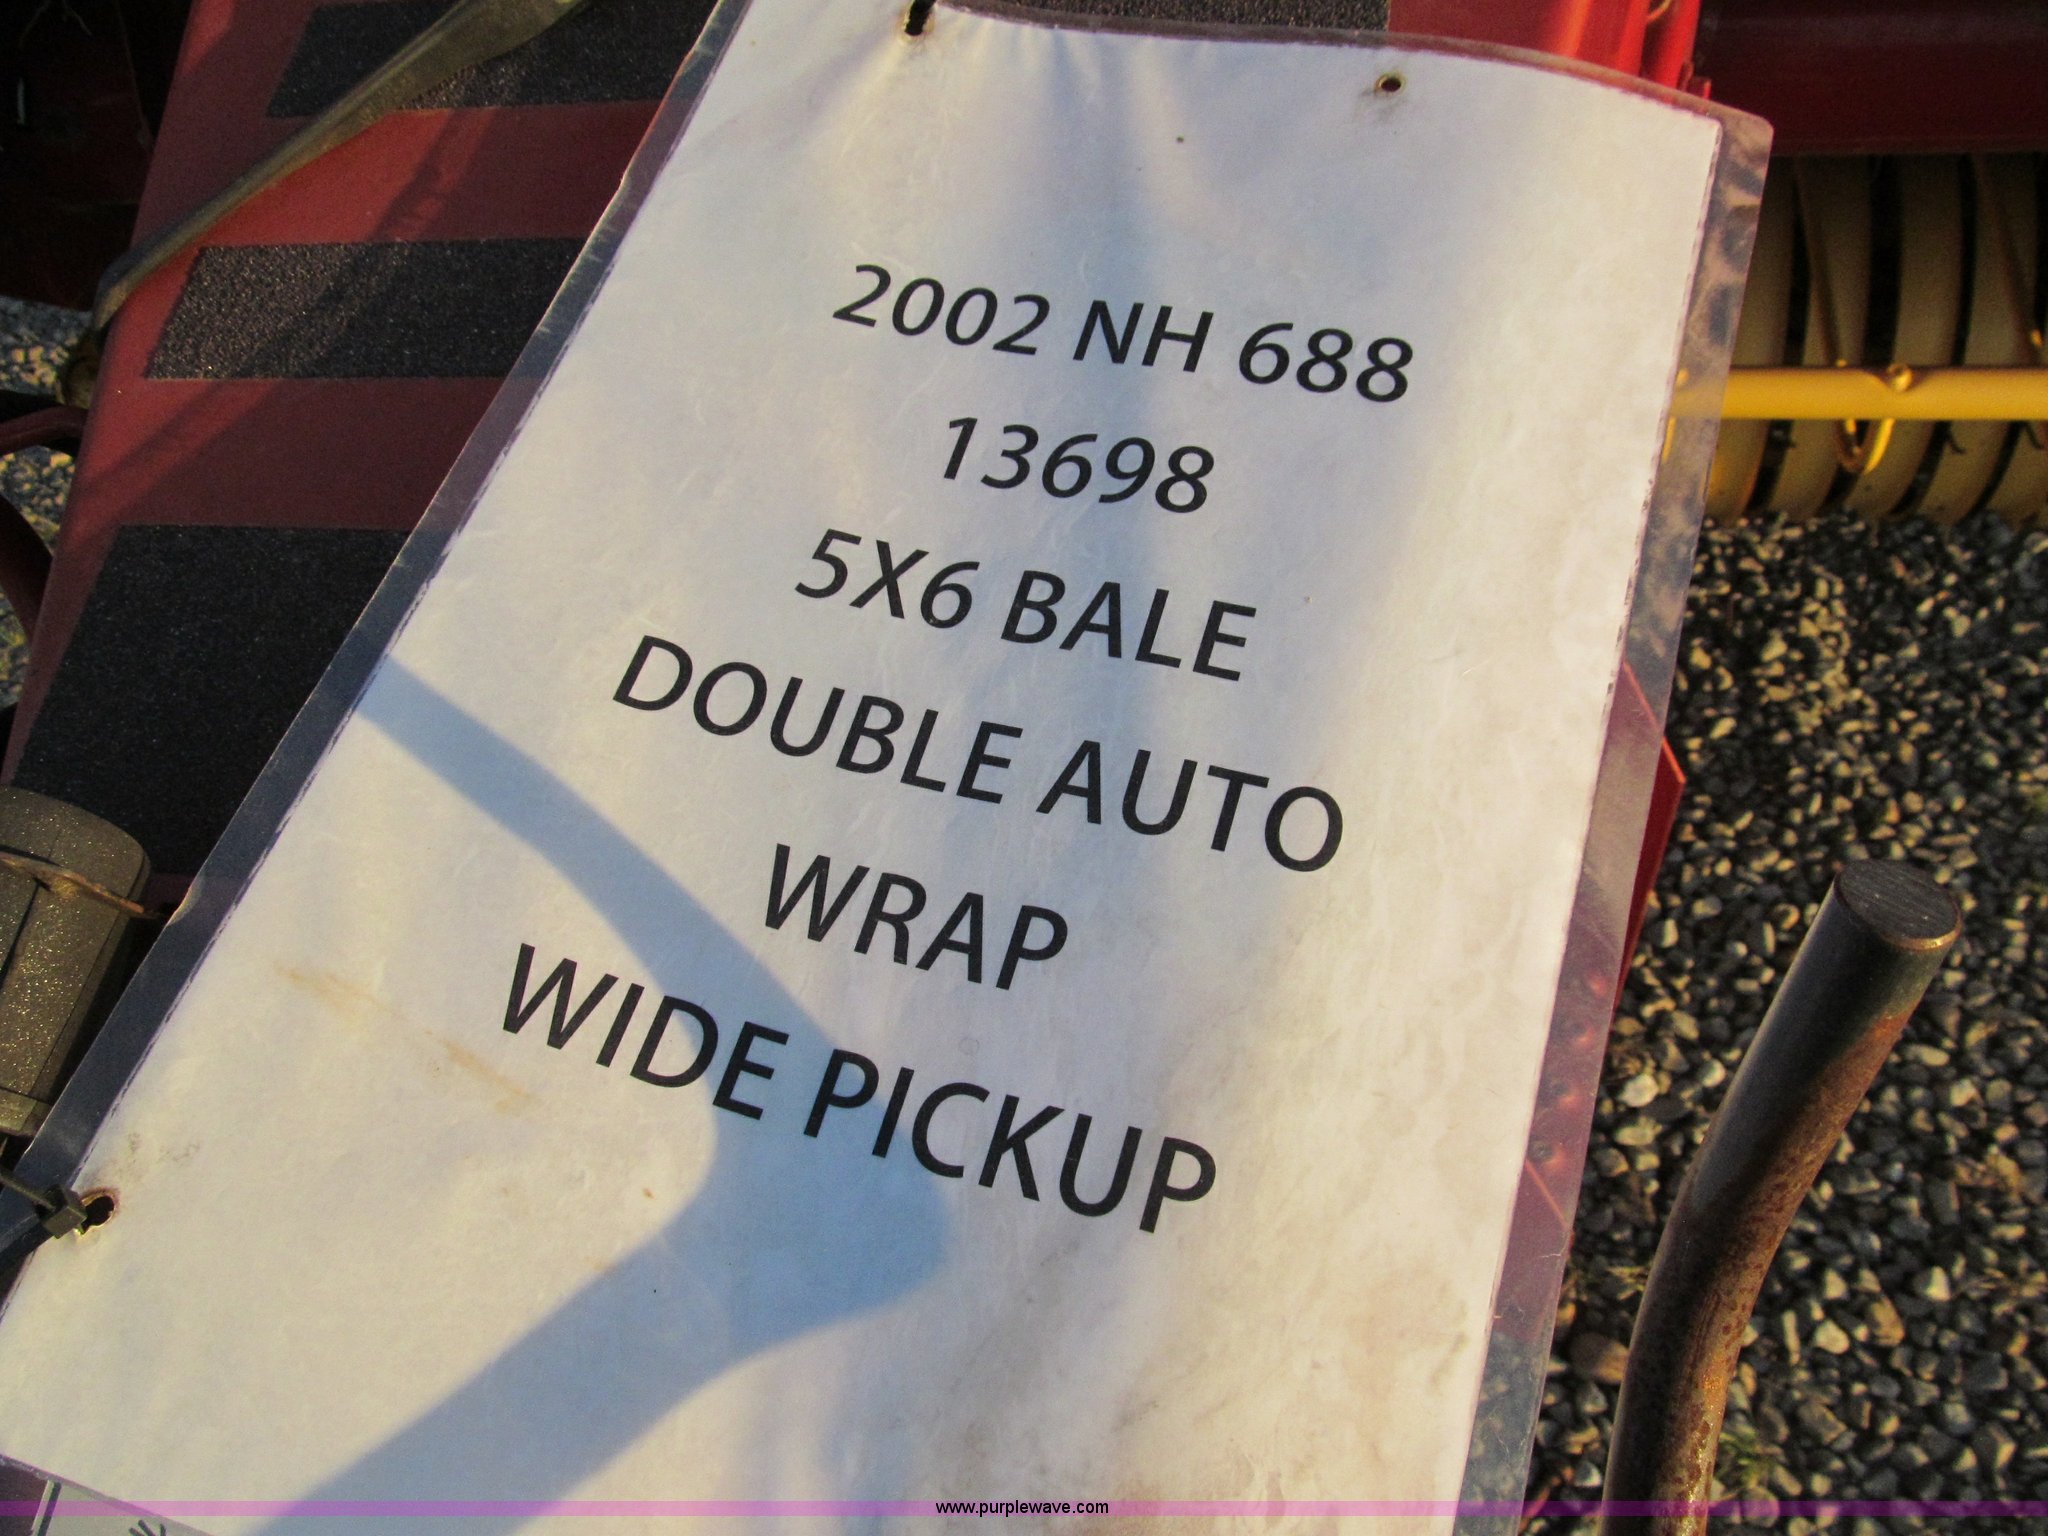 2002 NH 688
13698
5X6 BALE
DOUBLE AUTO
WRAP
WIDE PICKUP
www.purplewave.com